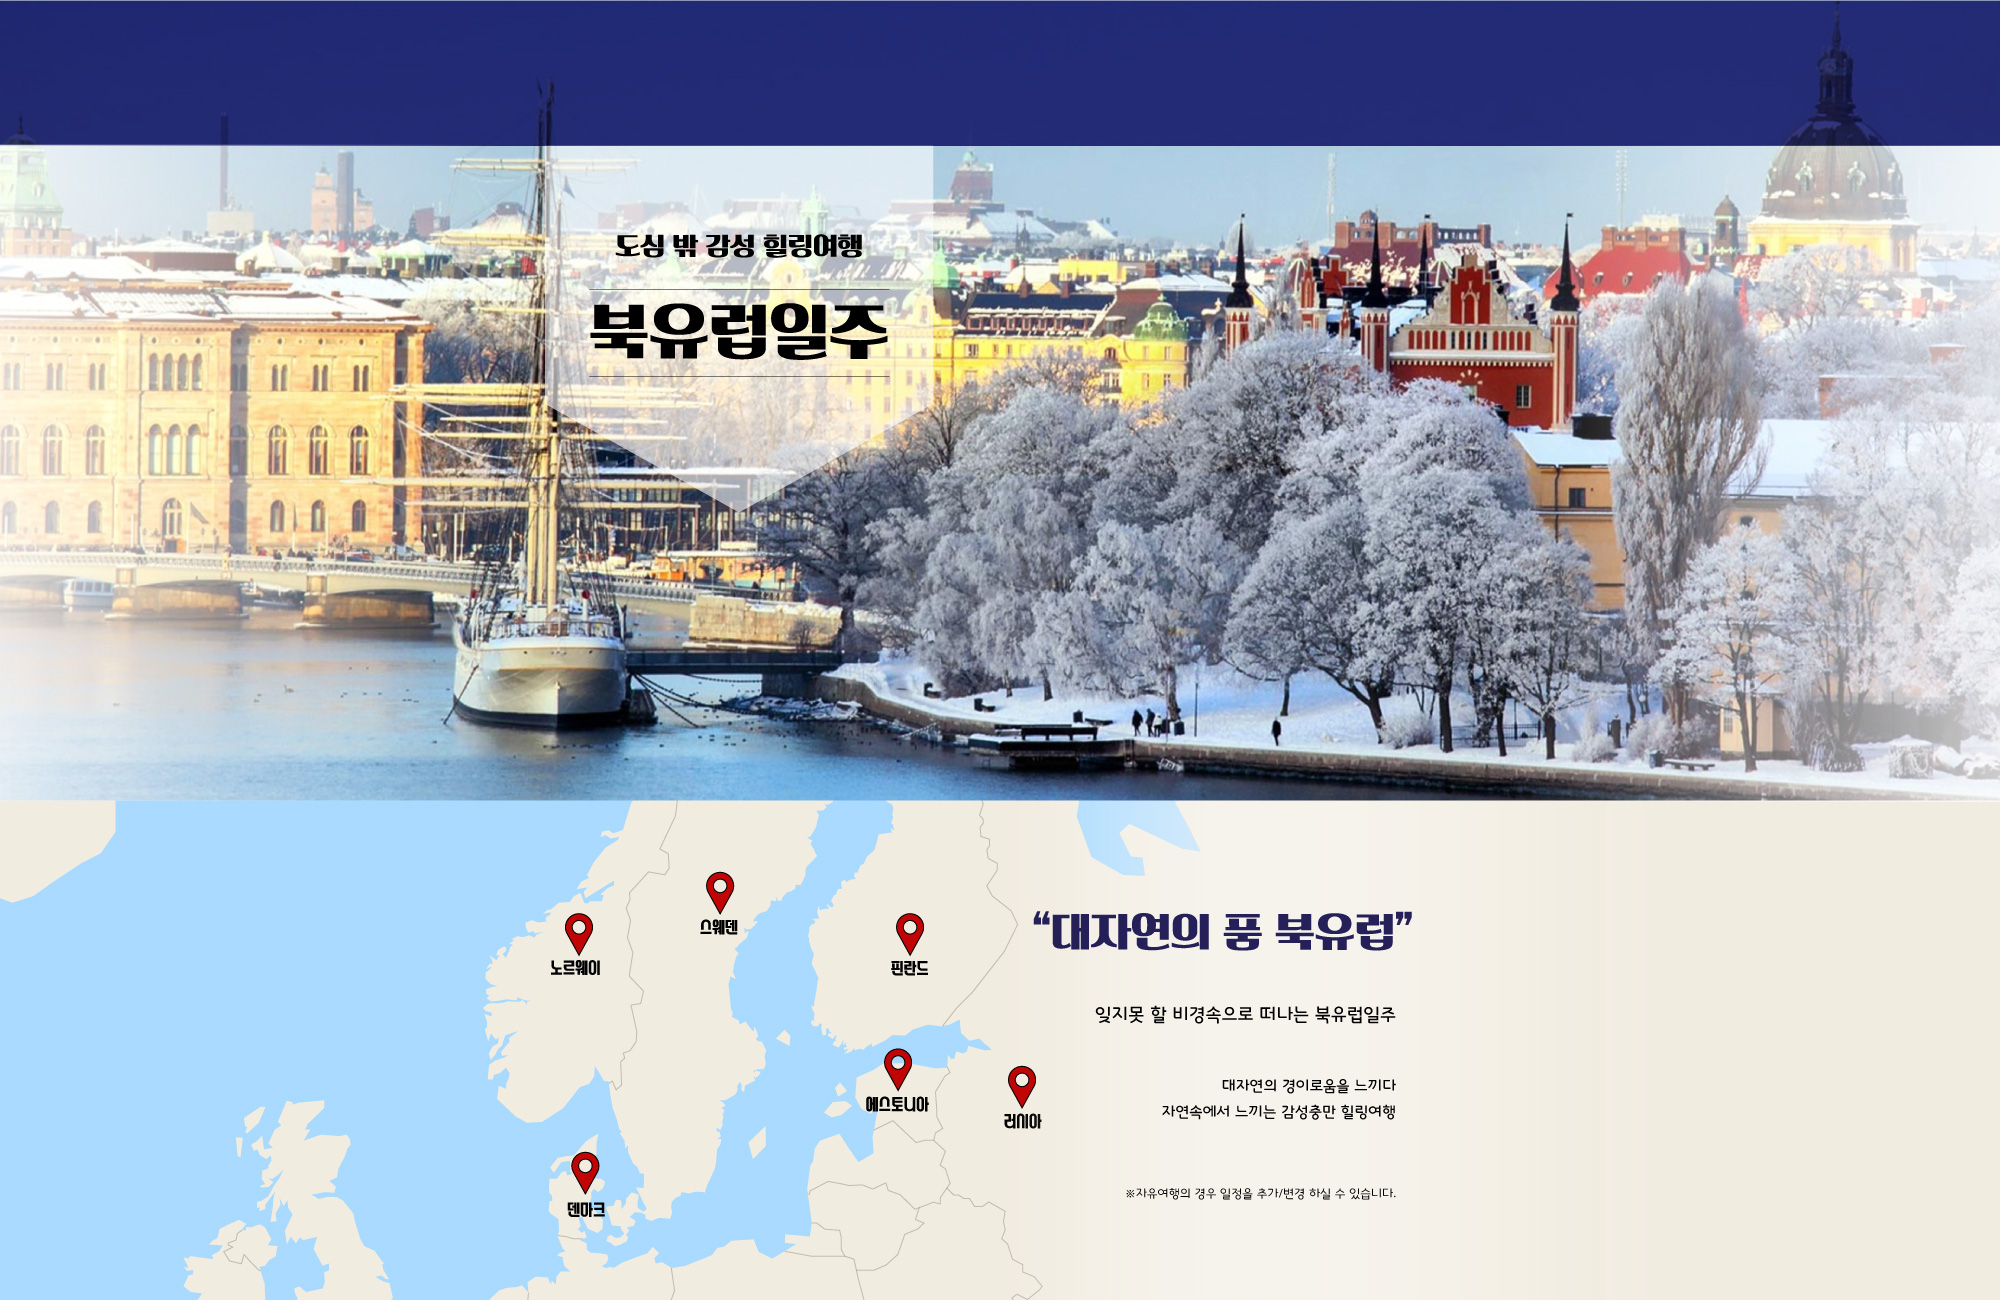 도심 밖 감성 힐링여행
북유럽일주
스웨덴
노르웨이
핀란드
에스토니아
러시아
덴마크
“대자연의 품 북유럽”
잊지못 할 비경속으로 떠나는 북유럽일주
대자연의 경이로움을 느끼다
자연속에서 느끼는 감성충만 힐링여행
※자유여행의 경우 일정을 추가/변경 하실 수 있습니다.